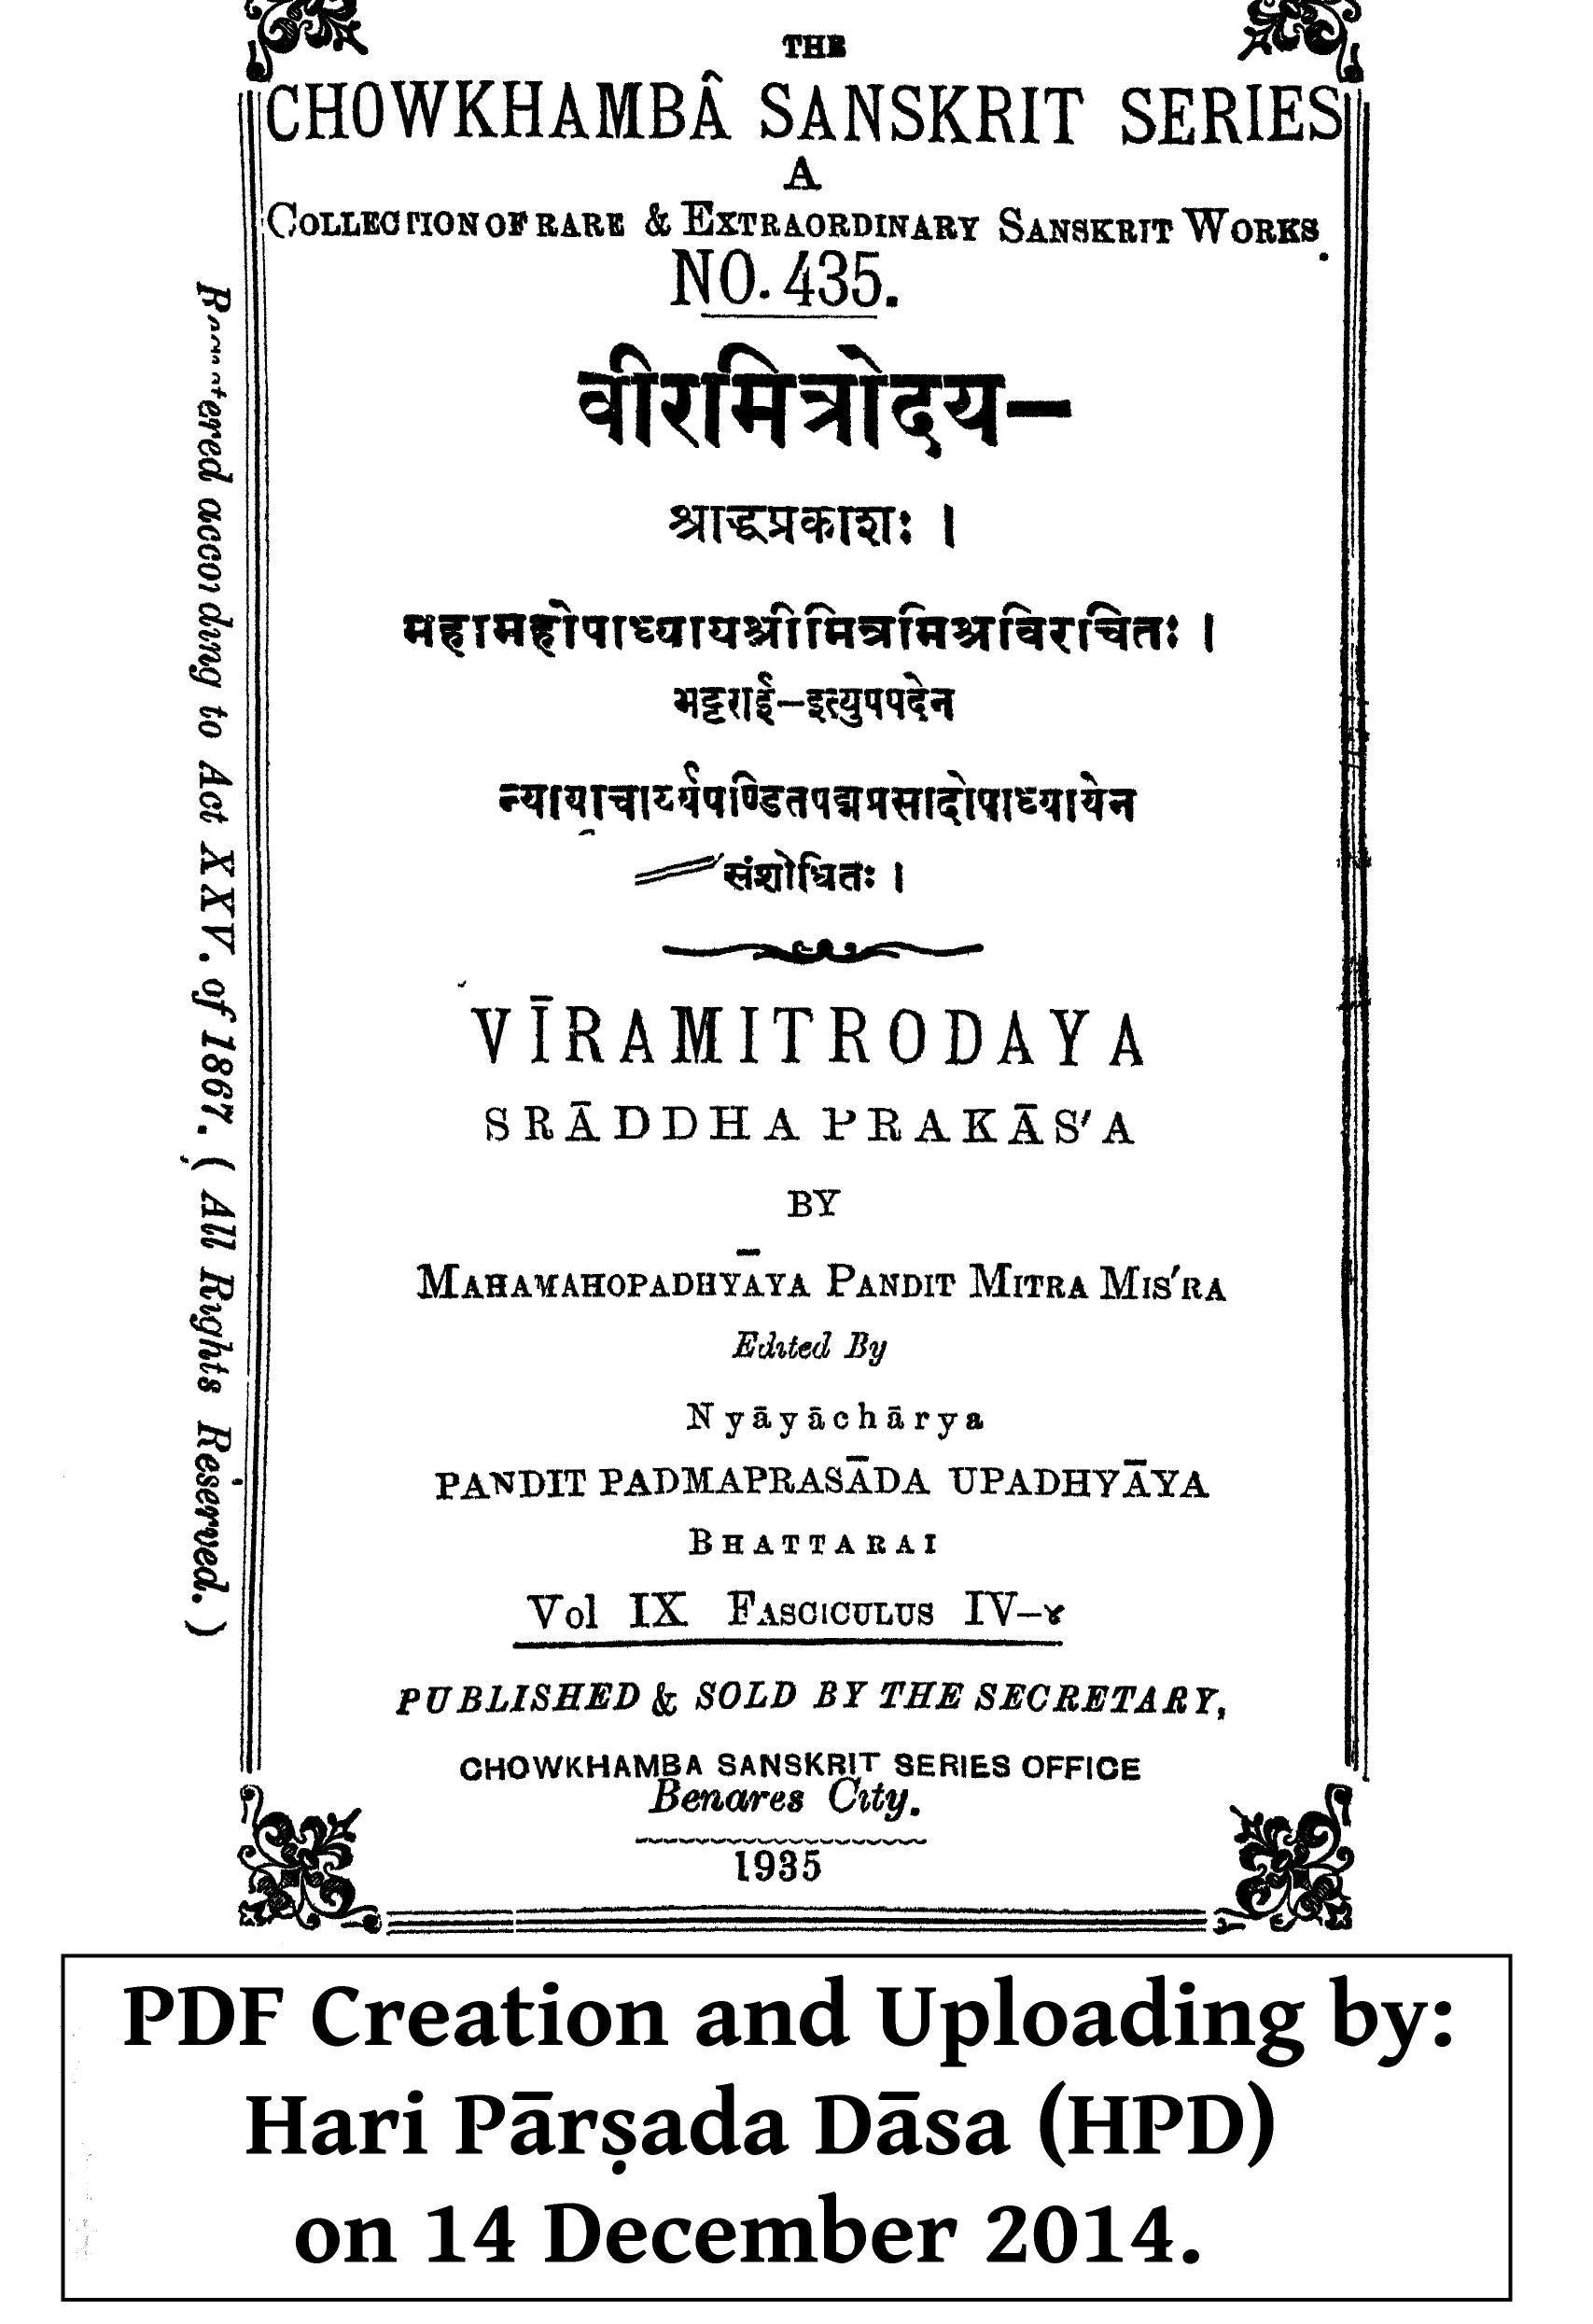 THE
CHOWKHAMBÂ SANSKRIT SERIES
A
COLLECTION OF RARE & EXTRAORDINARY SANSKRIT WORKS.
NO. 435.
वीरमित्रोदय—
श्राद्धप्रकाशः ।
महामहोपाध्यायश्रीमित्रमिश्रविरचितः ।
भट्टराई—इत्युपपदेन
न्यायाचार्य्यपण्डितपद्मप्रसादोपाध्यायेन
संशोधितः ।
VĪRAMITRODAYA
SRĀDDHA PRAKĀS'A
BY
MAHAMAHOPADHYĀYA PANDIT MITRA MIS'RA
Edited By
Nyāyāchārya
PANDIT PADMAPRASĀDA UPADHYĀYA
BHATTARAI
Vol IX FASCICULUS IV—४
PUBLISHED & SOLD BY THE SECRETARY,
CHOWKHAMBA SANSKRIT SERIES OFFICE
Benares City.
1935
Registered according to Act XXV. of 1867. ( All Rights Reserved. )
PDF Creation and Uploading by:
Hari Pārṣada Dāsa (HPD)
on 14 December 2014.